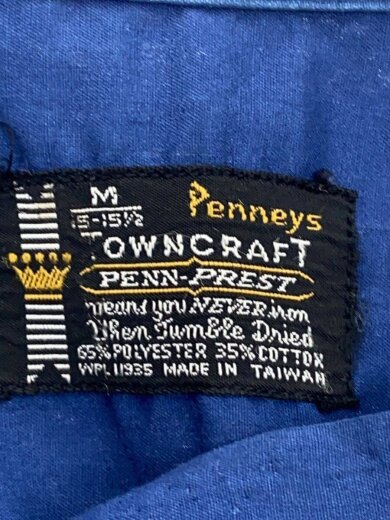 M
15-15½
Penneys
TOWNCRAFT
PENN-PREST
means you NEVER iron
When Tumble Dried
65% POLYESTER 35% COTTON
WPL 11935 MADE IN TAIWAN